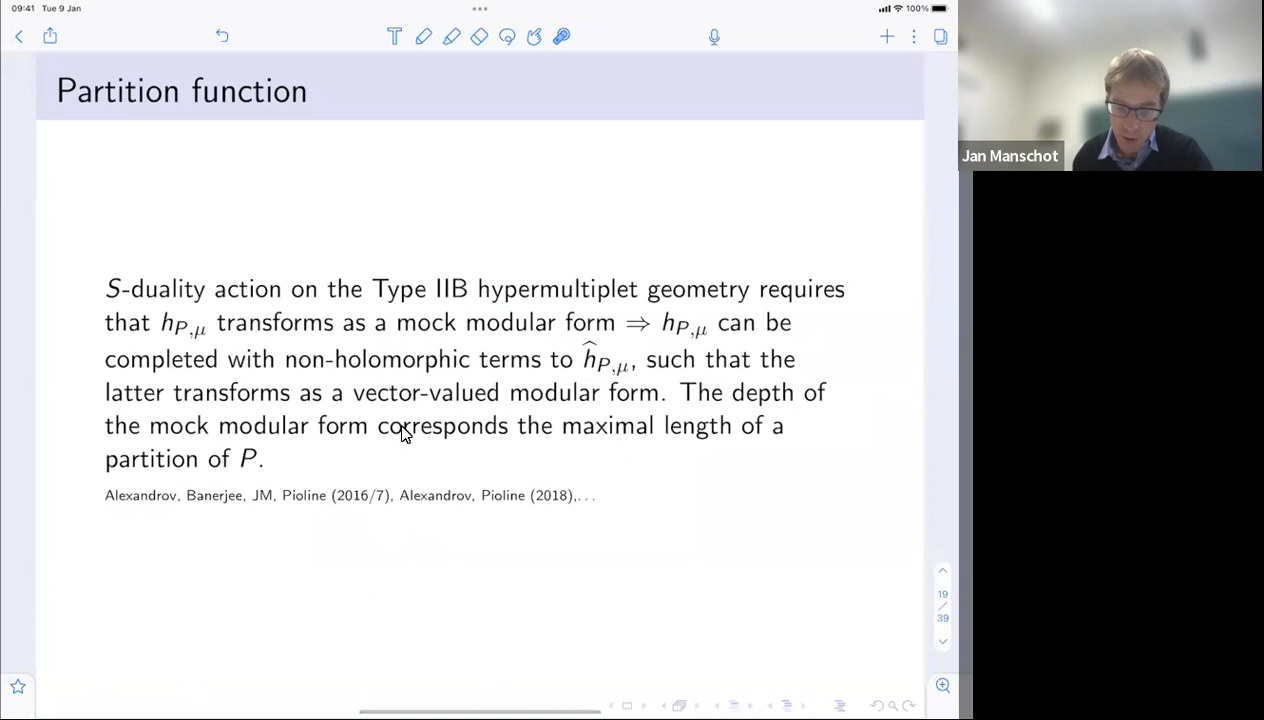 09:41 Tue 9 Jan
100%
Partition function
Jan Manschot
S-duality action on the Type IIB hypermultiplet geometry requires
that h_{P,μ} transforms as a mock modular form ⇒ h_{P,μ} can be
completed with non-holomorphic terms to ĥ_{P,μ}, such that the
latter transforms as a vector-valued modular form. The depth of
the mock modular form corresponds the maximal length of a
partition of P.
Alexandrov, Banerjee, JM, Pioline (2016/7), Alexandrov, Pioline (2018),...
19
/
39